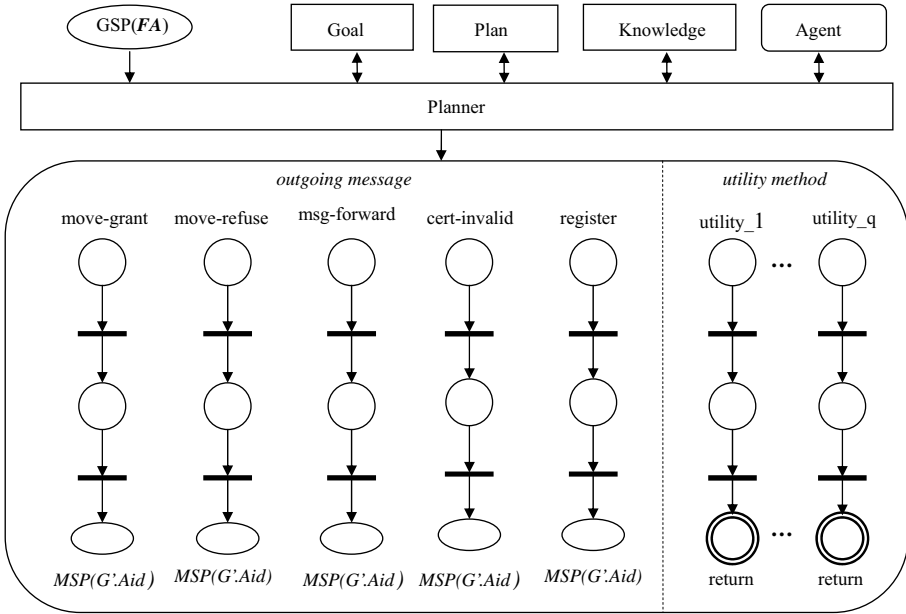 GSP(FA) Goal Plan Knowledge Agent
Planner
outgoing message utility method
move-grant move-refuse msg-forward cert-invalid register utility_1 utility_q
...
...
MSP(G'.Aid) MSP(G'.Aid) MSP(G'.Aid) MSP(G'.Aid) MSP(G'.Aid) return return